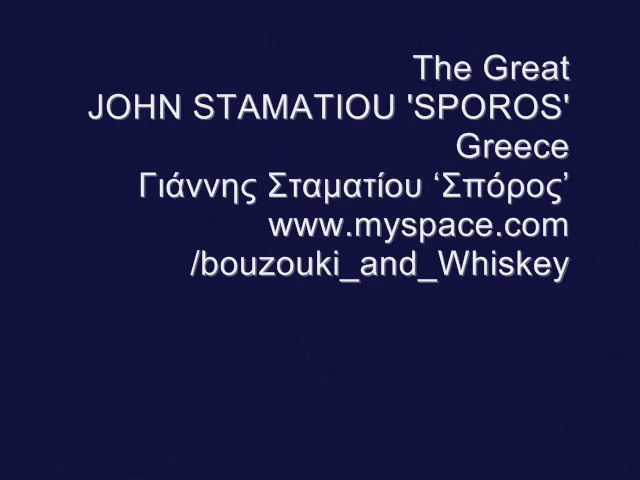 The Great
JOHN STAMATIOU 'SPOROS'
Greece
Γιάννης Σταματίου ‘Σπόρος’
www.myspace.com
/bouzouki_and_Whiskey